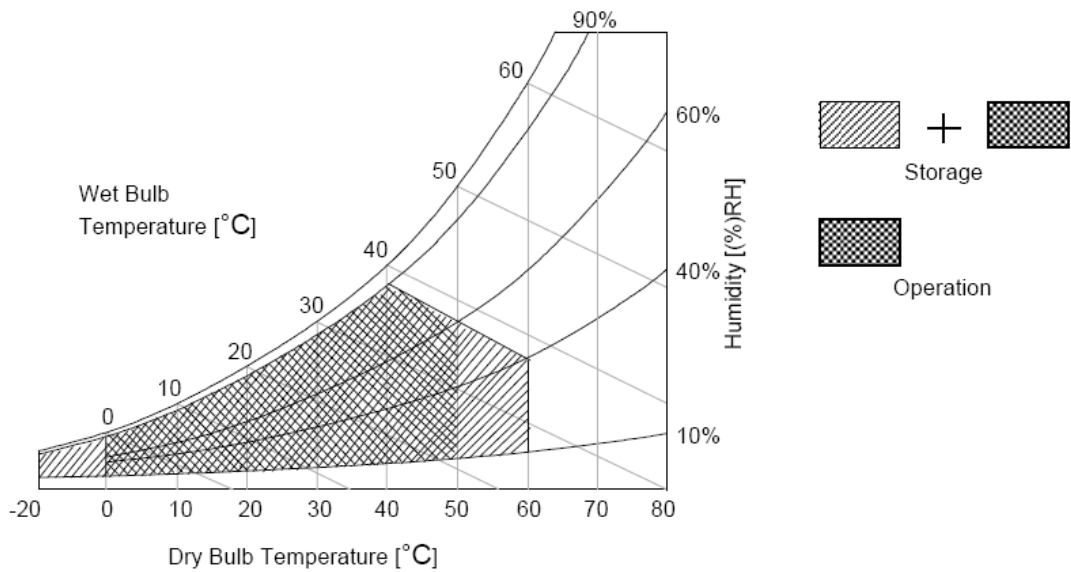 90%
60
60%
50
Wet Bulb
Temperature [°C]
40
40%
30
20
10
0
10%
-20 0 10 20 30 40 50 60 70 80
Dry Bulb Temperature [°C]
Humidity [(%)RH]
+
Storage
Operation